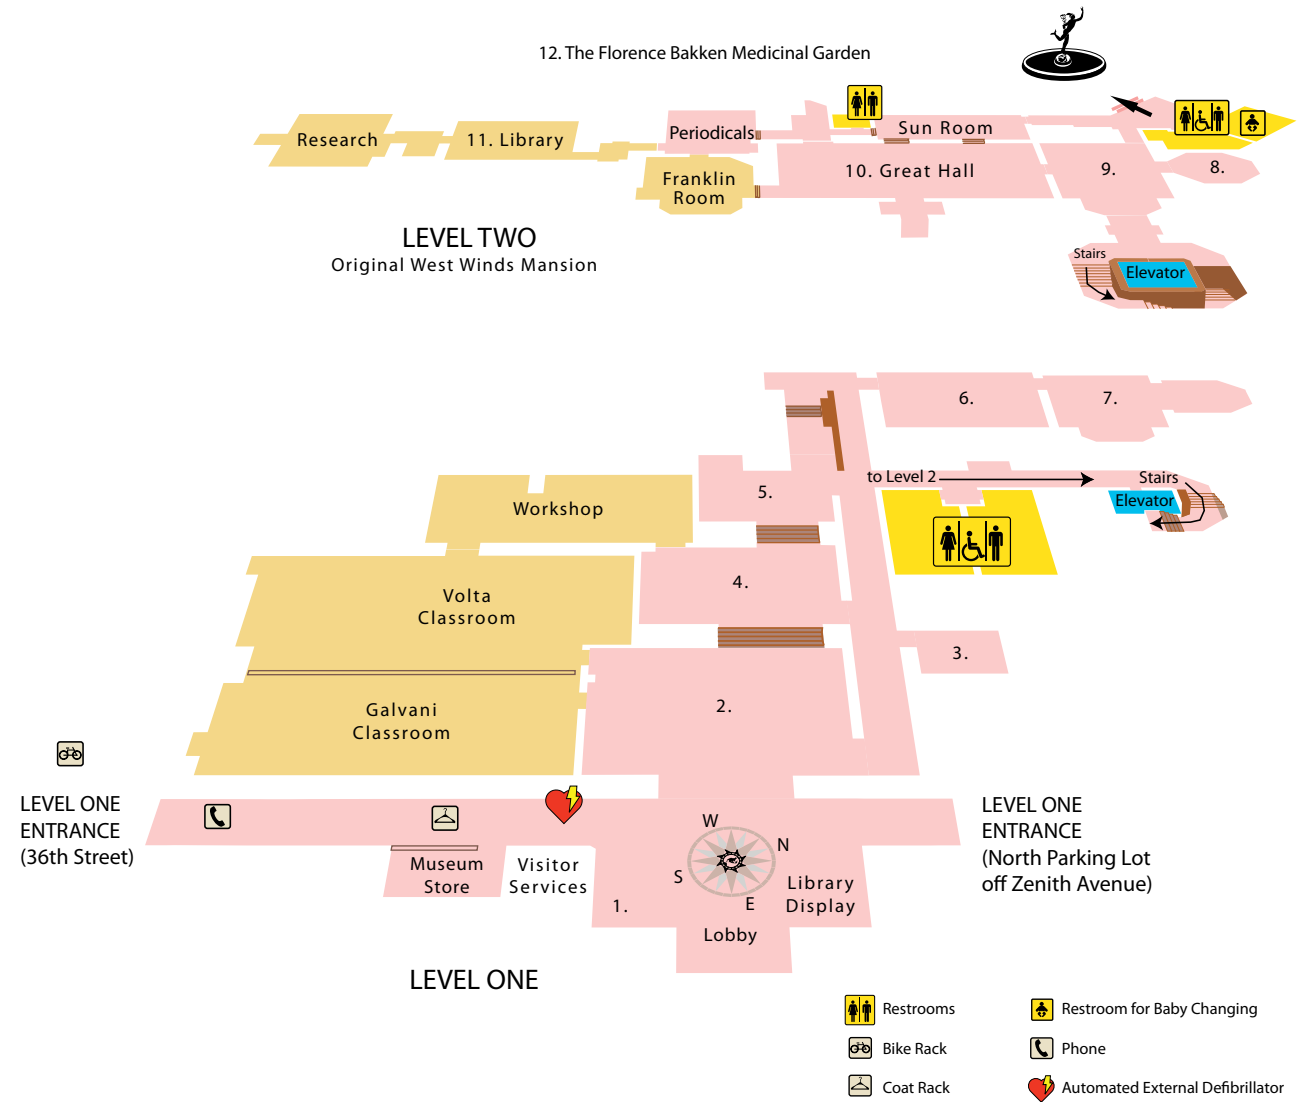 12. The Florence Bakken Medicinal Garden
Research
11. Library
Periodicals
Sun Room
Franklin
Room
10. Great Hall
9.
8.
LEVEL TWO
Original West Winds Mansion
Stairs
Elevator
6.
7.
to Level 2
Stairs
Elevator
5.
Workshop
4.
Volta
Classroom
3.
2.
Galvani
Classroom
LEVEL ONE
ENTRANCE
(36th Street)
LEVEL ONE
ENTRANCE
(North Parking Lot
off Zenith Avenue)
W
N
S
E
Museum
Store
Visitor
Services
1.
Library
Display
Lobby
LEVEL ONE
Restrooms
Restroom for Baby Changing
Bike Rack
Phone
Coat Rack
Automated External Defibrillator